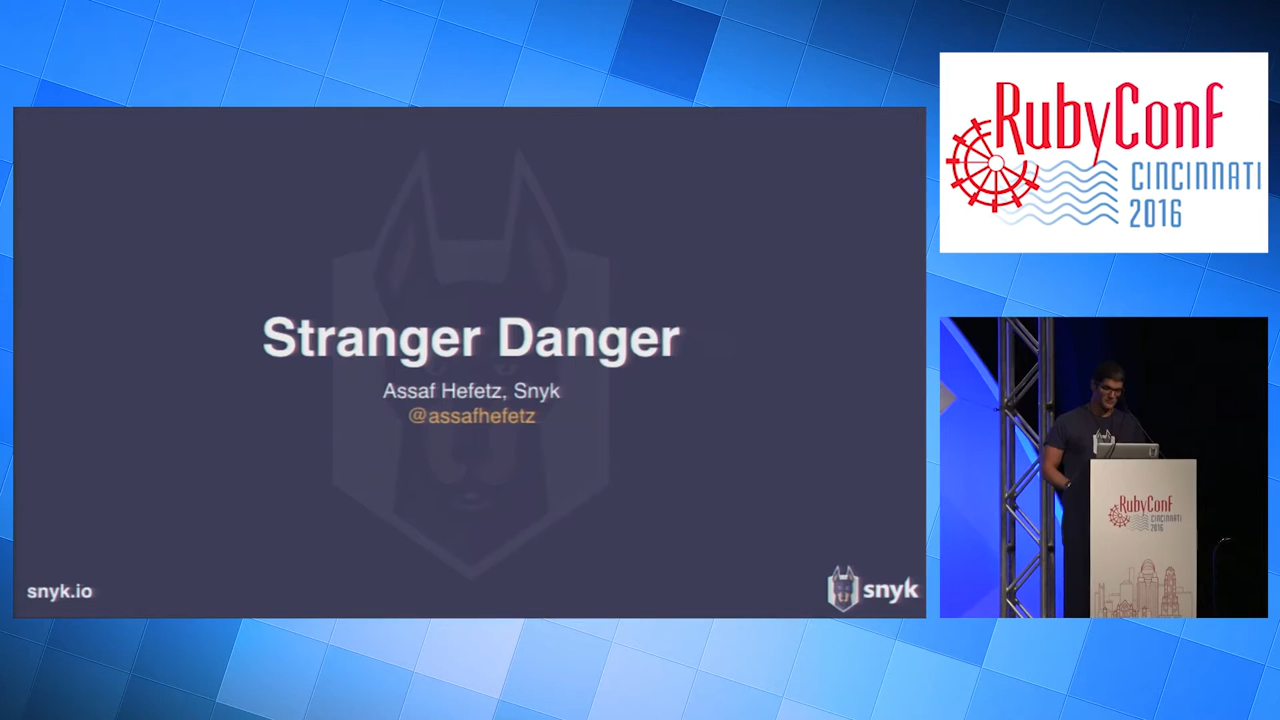 Stranger Danger
Assaf Hefetz, Snyk
@assafhefetz
snyk.io
snyk
RubyConf
CINCINNATI
2016
RubyConf
CINCINNATI
2016